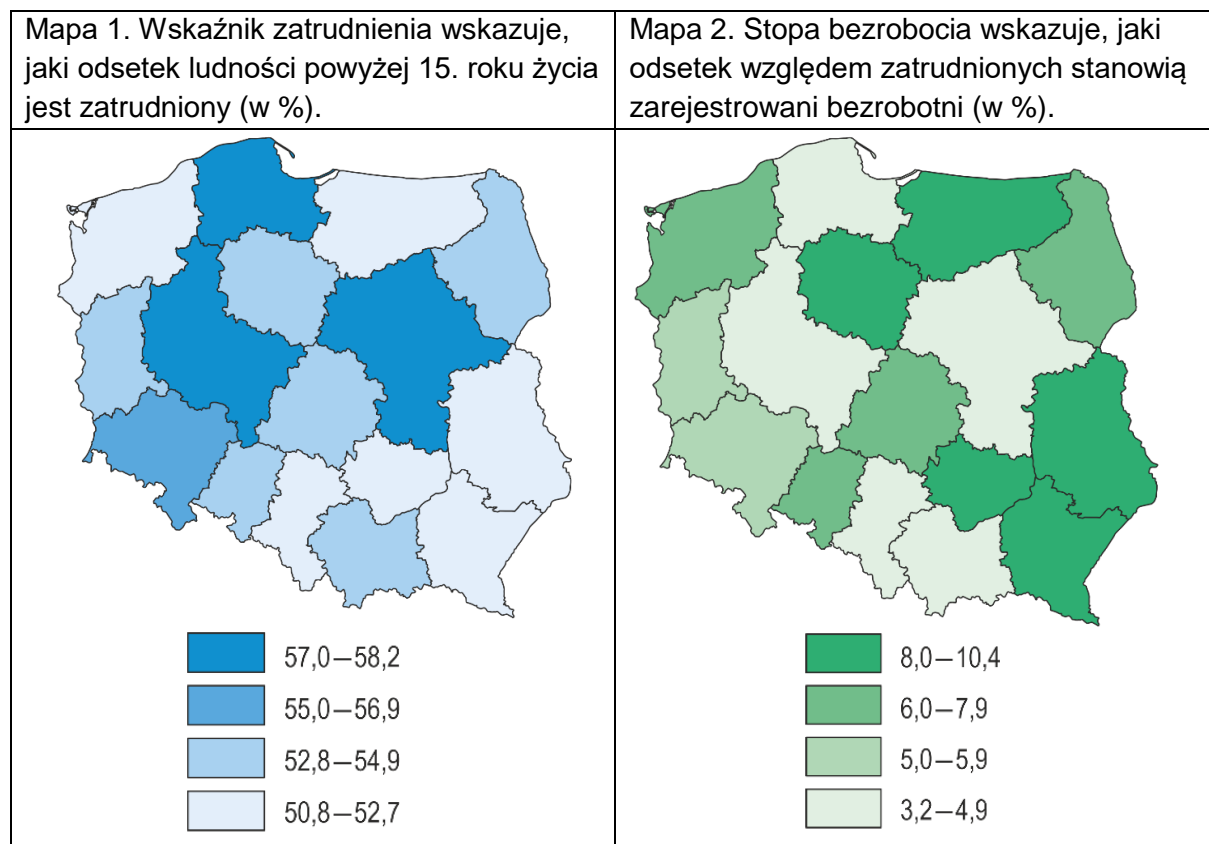 Mapa 1. Wskaźnik zatrudnienia wskazuje,
jaki odsetek ludności powyżej 15. roku życia
jest zatrudniony (w %).
Mapa 2. Stopa bezrobocia wskazuje, jaki
odsetek względem zatrudnionych stanowią
zarejestrowani bezrobotni (w %).
57,0—58,2
55,0—56,9
52,8—54,9
50,8—52,7
8,0—10,4
6,0—7,9
5,0—5,9
3,2—4,9